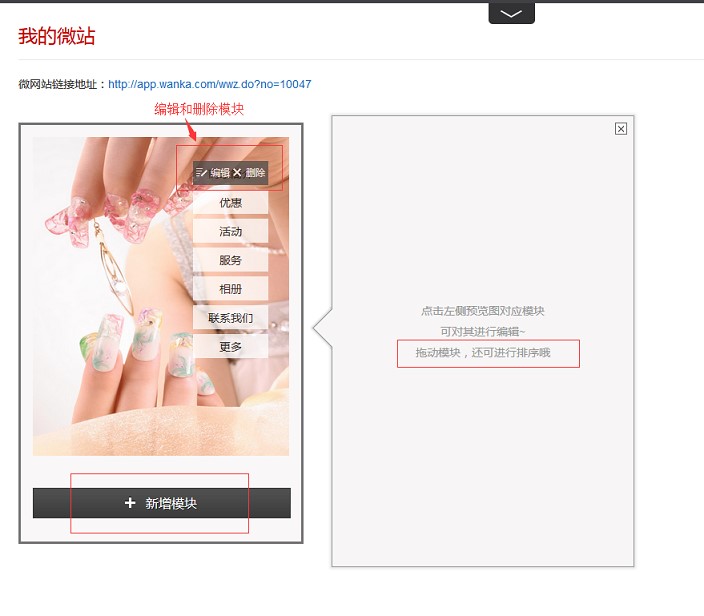 我的微站
微网站链接地址：http://app.wanka.com/wwz.do?no=10047
编辑和删除模块
编辑 删除
优惠
活动
服务
相册
联系我们
更多
新增模块
点击左侧预览图对应模块
可对其进行编辑~
拖动模块，还可进行排序哦